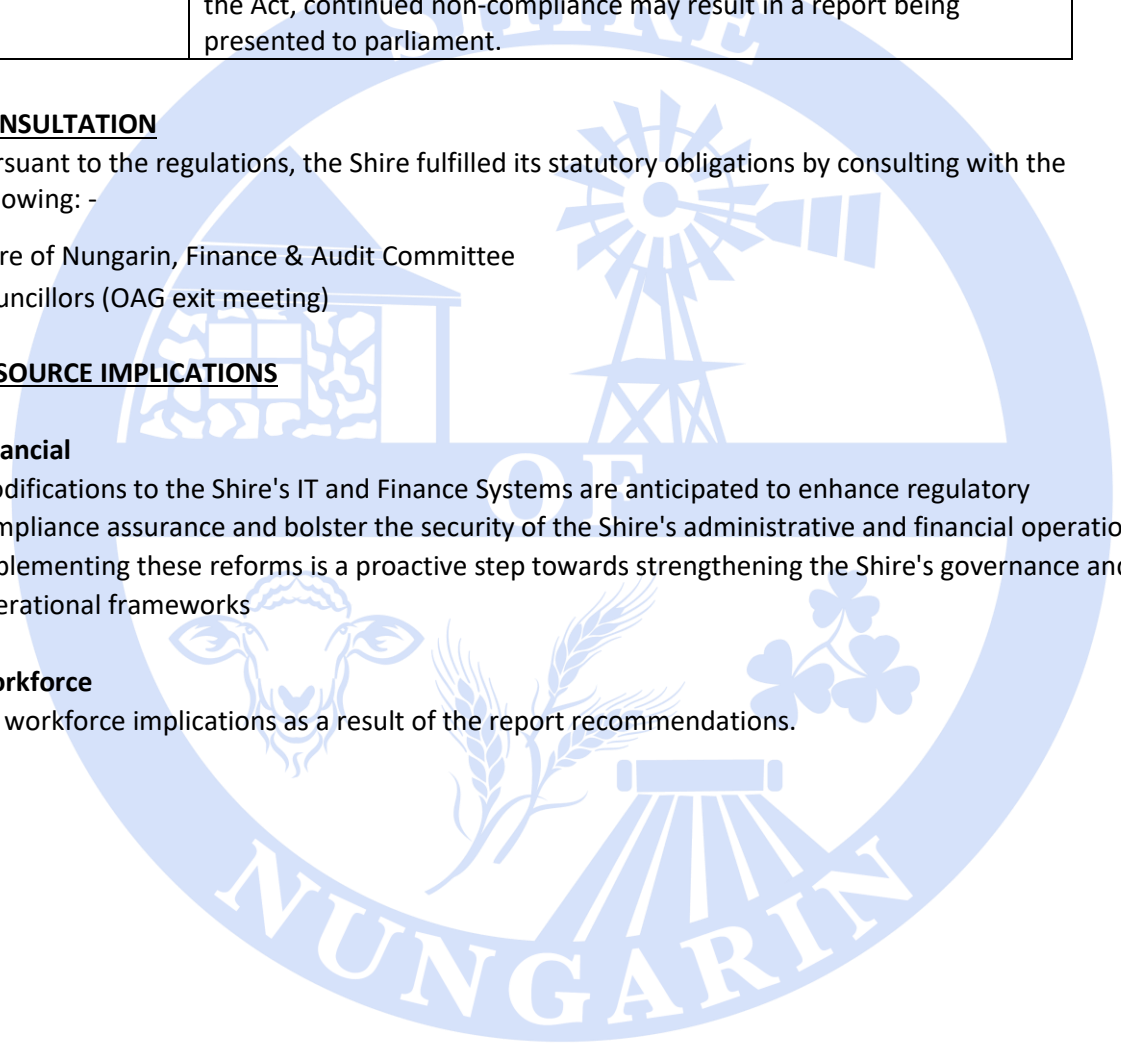 the Act, continued non-compliance may result in a report being
presented to parliament.
NSULTATION
rsuant to the regulations, the Shire fulfilled its statutory obligations by consulting with the
lowing: -
re of Nungarin, Finance & Audit Committee
uncillors (OAG exit meeting)
SOURCE IMPLICATIONS
ancial
odifications to the Shire's IT and Finance Systems are anticipated to enhance regulatory
mpliance assurance and bolster the security of the Shire's administrative and financial operatio
plementing these reforms is a proactive step towards strengthening the Shire's governance and
erational frameworks
orkforce
workforce implications as a result of the report recommendations.
SHIRE
OF
NUNGARIN